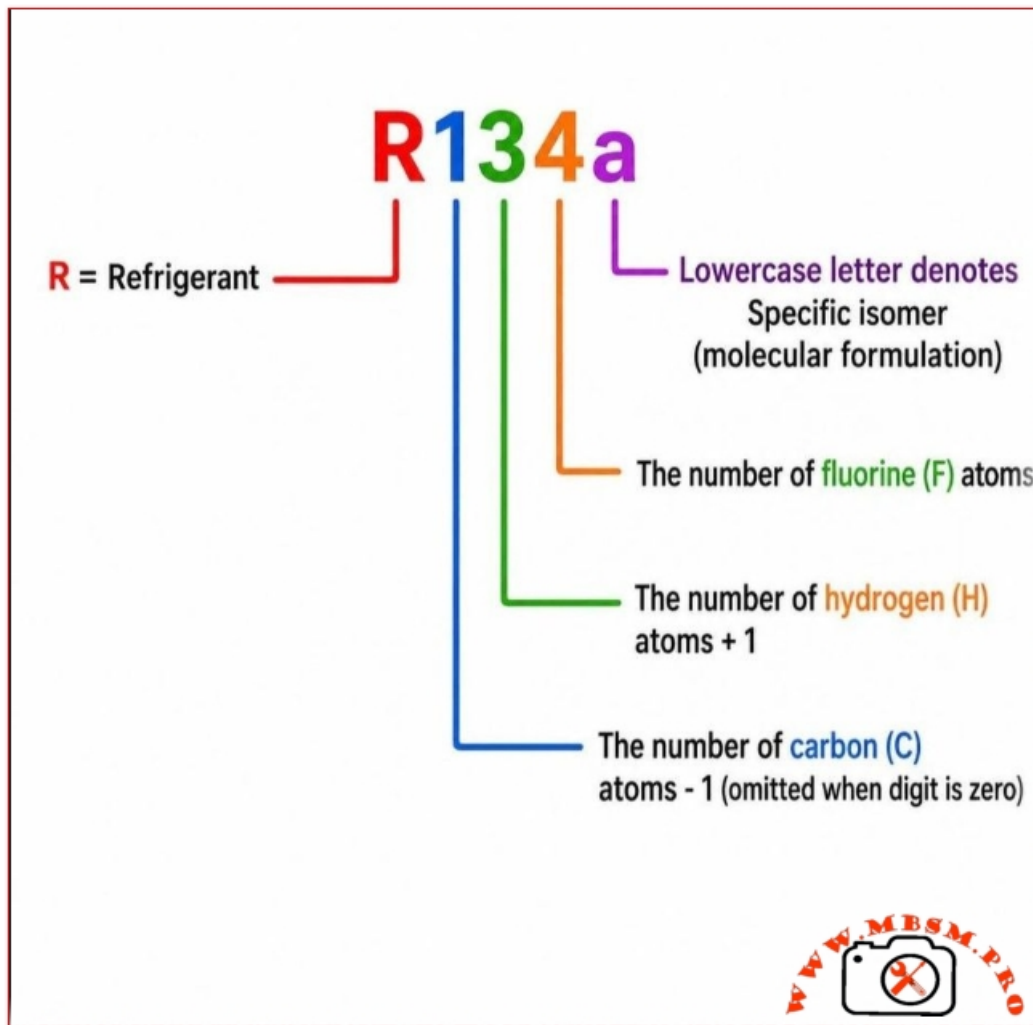 R134a
R = Refrigerant
Lowercase letter denotes
Specific isomer
(molecular formulation)
The number of fluorine (F) atoms
The number of hydrogen (H)
atoms + 1
The number of carbon (C)
atoms - 1 (omitted when digit is zero)
WWW.MBSM.PRO